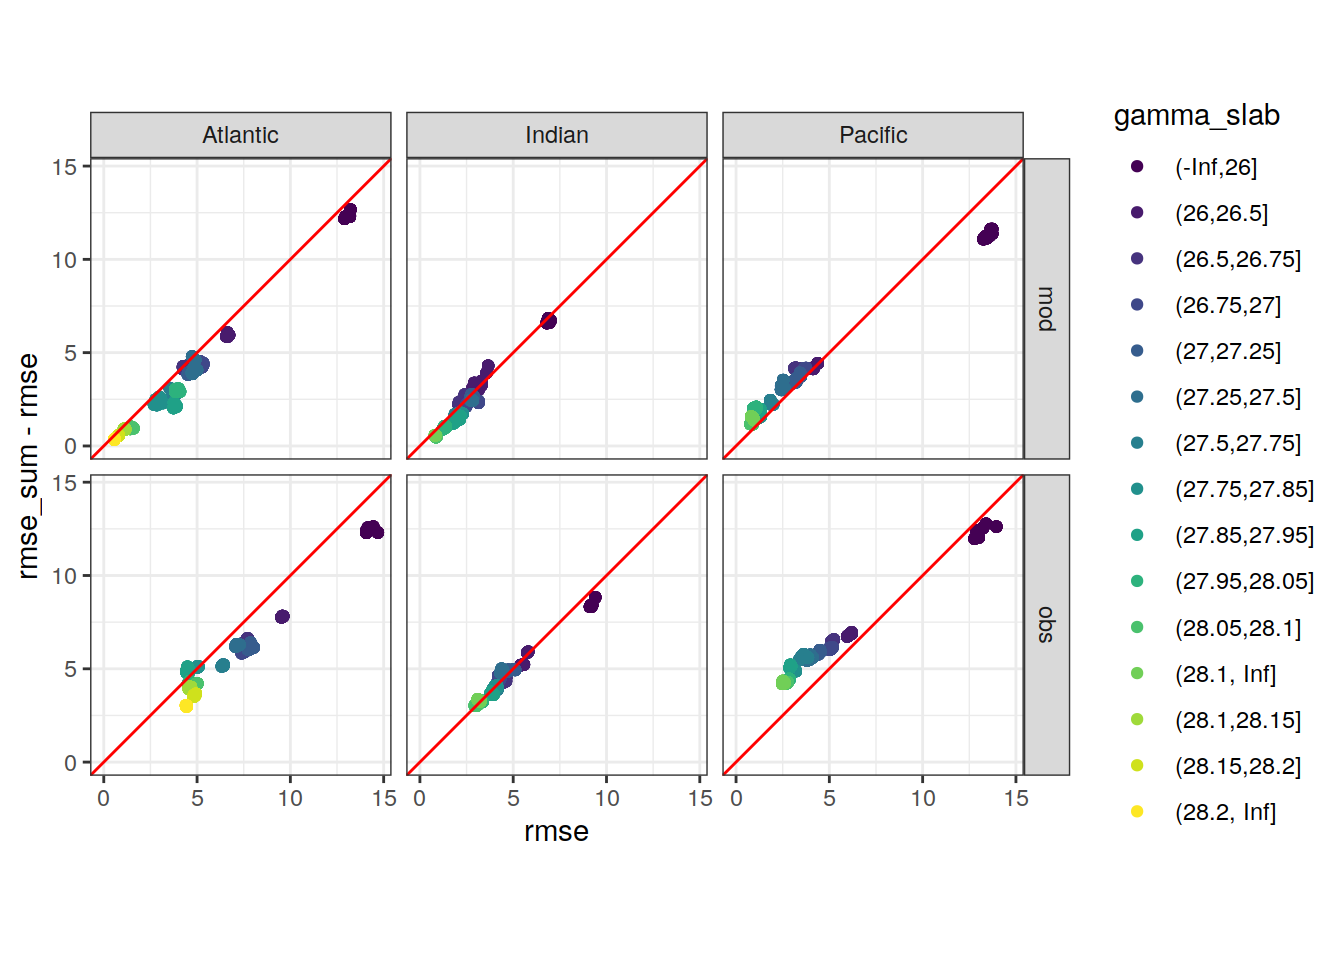 Atlantic
Indian
Pacific
gamma_slab
(-Inf,26]
(26,26.5]
(26.5,26.75]
(26.75,27]
(27,27.25]
(27.25,27.5]
(27.5,27.75]
(27.75,27.85]
(27.85,27.95]
(27.95,28.05]
(28.05,28.1]
(28.1, Inf]
(28.1,28.15]
(28.15,28.2]
(28.2, Inf]
15
10
5
0
mod
15
10
5
0
obs
rmse_sum - rmse
0 5 10 15
0 5 10 15
0 5 10 15
rmse